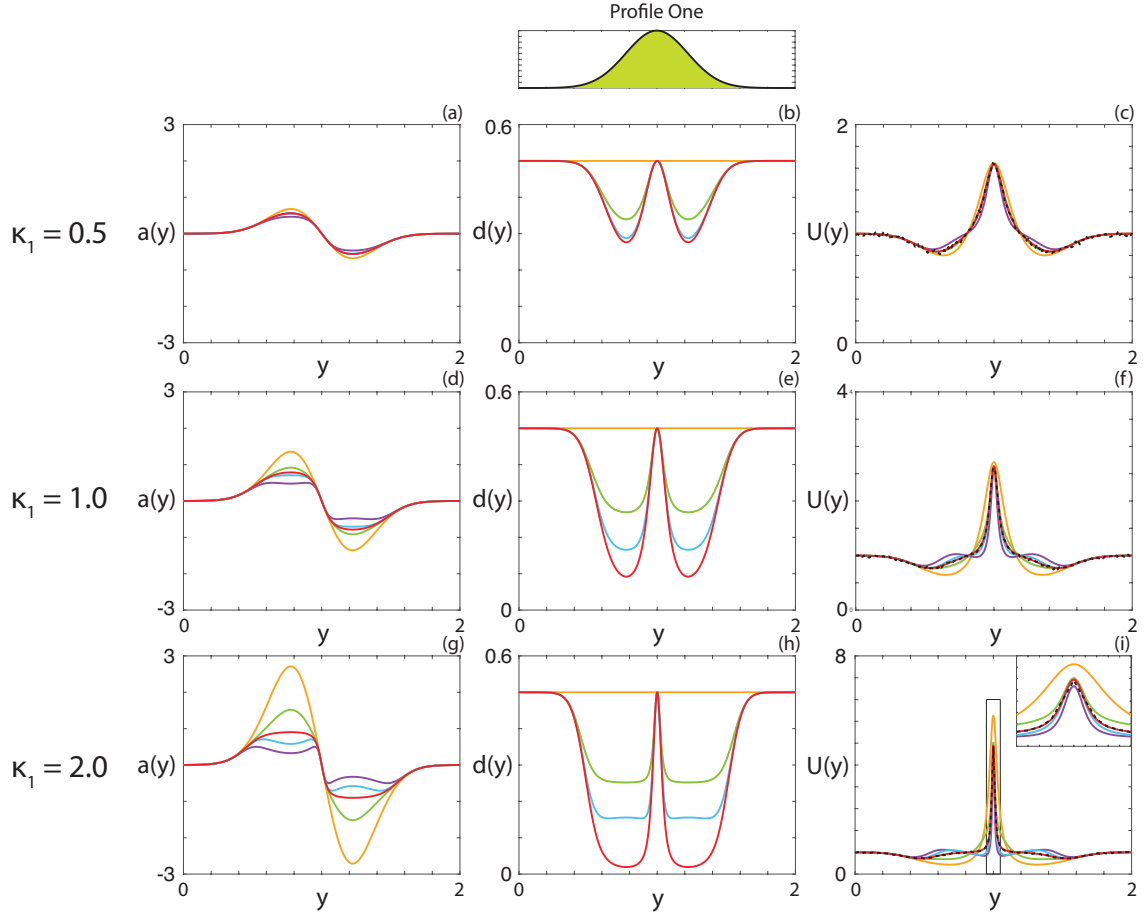 Profile One
(a) (b) (c)
3 0.6 2
κ1 = 0.5 a(y) d(y) U(y)
-3 0 0
0 y 2 0 y 2 0 y 2
(d) (e) (f)
3 0.6 4
κ1 = 1.0 a(y) d(y) U(y)
-3 0 0
0 y 2 0 y 2 0 y 2
(g) (h) (i)
3 0.6 8
κ1 = 2.0 a(y) d(y) U(y)
-3 0 0
0 y 2 0 y 2 0 y 2